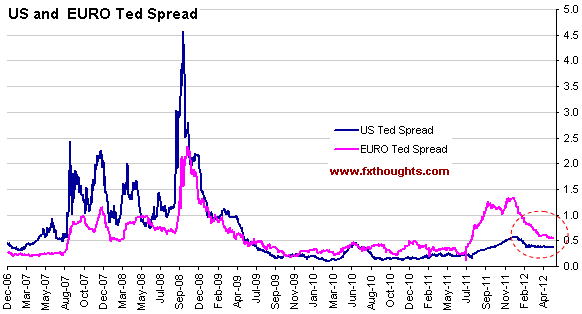 US and EURO Ted Spread
5.0
4.5
4.0
3.5
3.0
2.5
2.0
1.5
1.0
0.5
0.0
US Ted Spread
EURO Ted Spread
www.fxthoughts.com
Dec-06
Mar-07
May-07
Aug-07
Oct-07
Dec-07
Mar-08
May-08
Jul-08
Sep-08
Dec-08
Feb-09
Apr-09
Jul-09
Sep-09
Nov-09
Jan-10
Apr-10
Jun-10
Aug-10
Oct-10
Dec-10
Feb-11
May-11
Jul-11
Sep-11
Nov-11
Feb-12
Apr-12